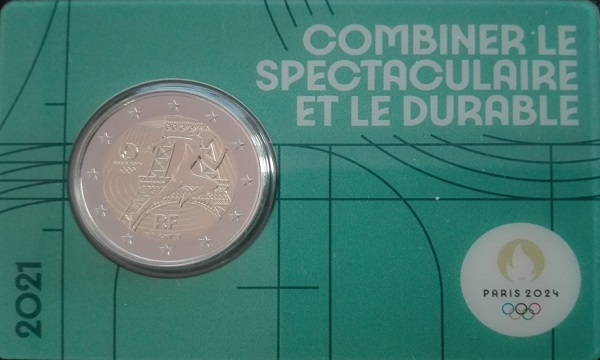 COMBINER LE
SPECTACULAIRE
ET LE DURABLE
RF
2021
PARIS 2024